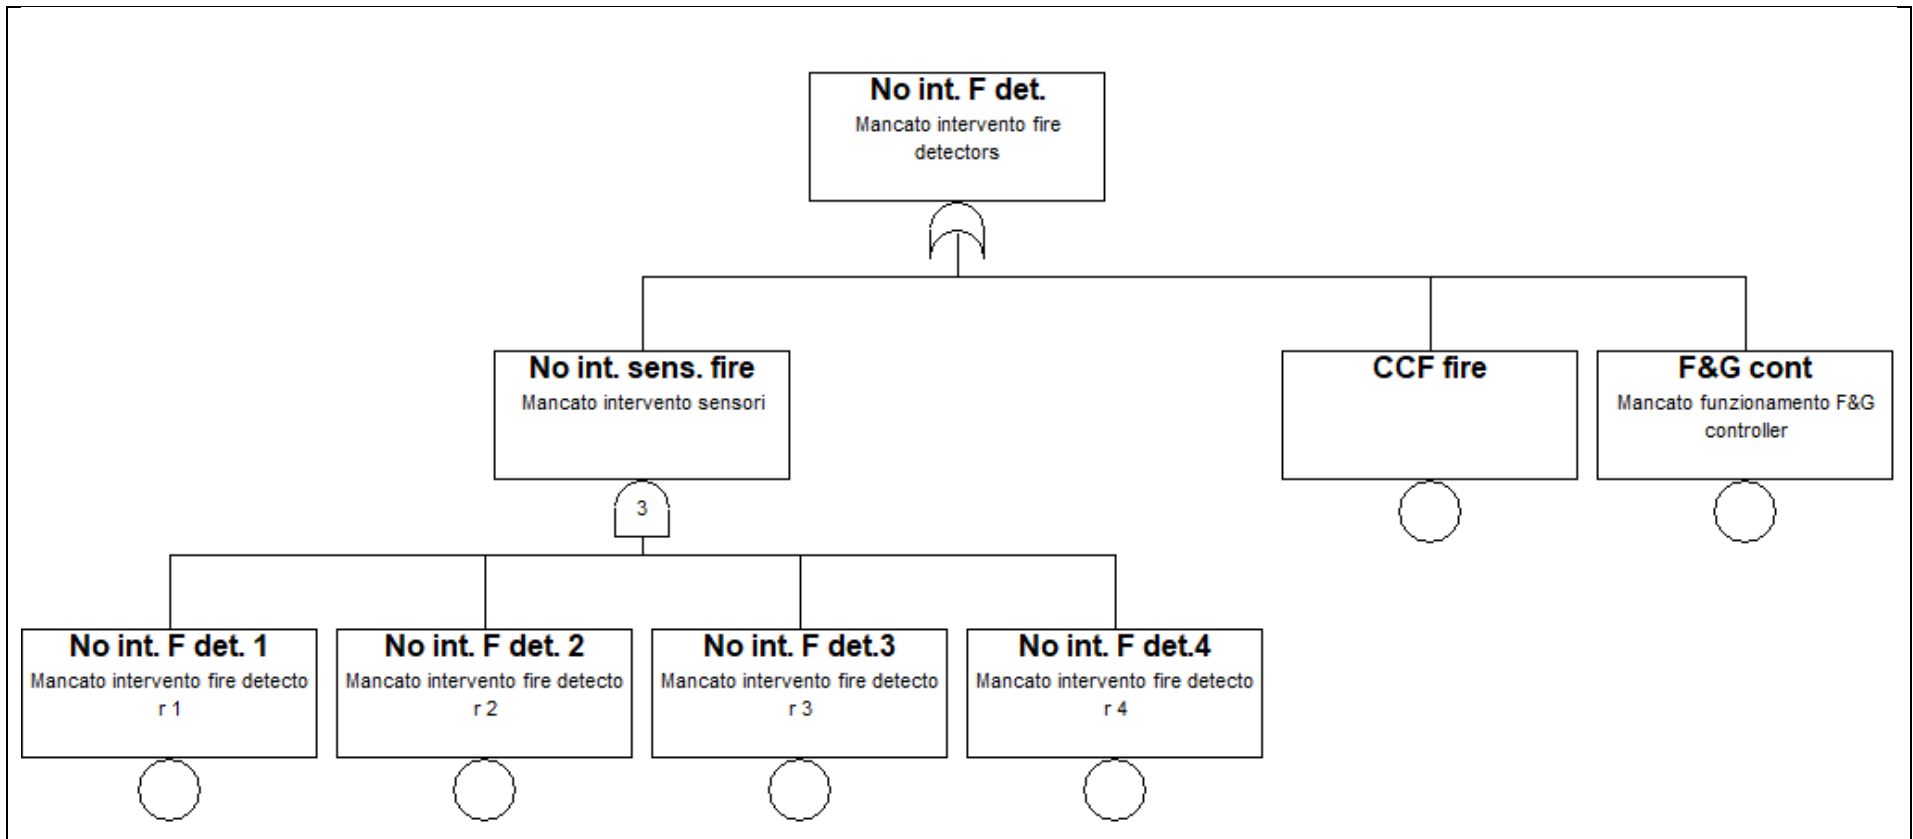 No int. F det.
Mancato intervento fire
detectors
No int. sens. fire
Mancato intervento sensori
CCF fire
F&G cont
Mancato funzionamento F&G
controller
3
No int. F det. 1
Mancato intervento fire detecto
r 1
No int. F det. 2
Mancato intervento fire detecto
r 2
No int. F det.3
Mancato intervento fire detecto
r 3
No int. F det.4
Mancato intervento fire detecto
r 4